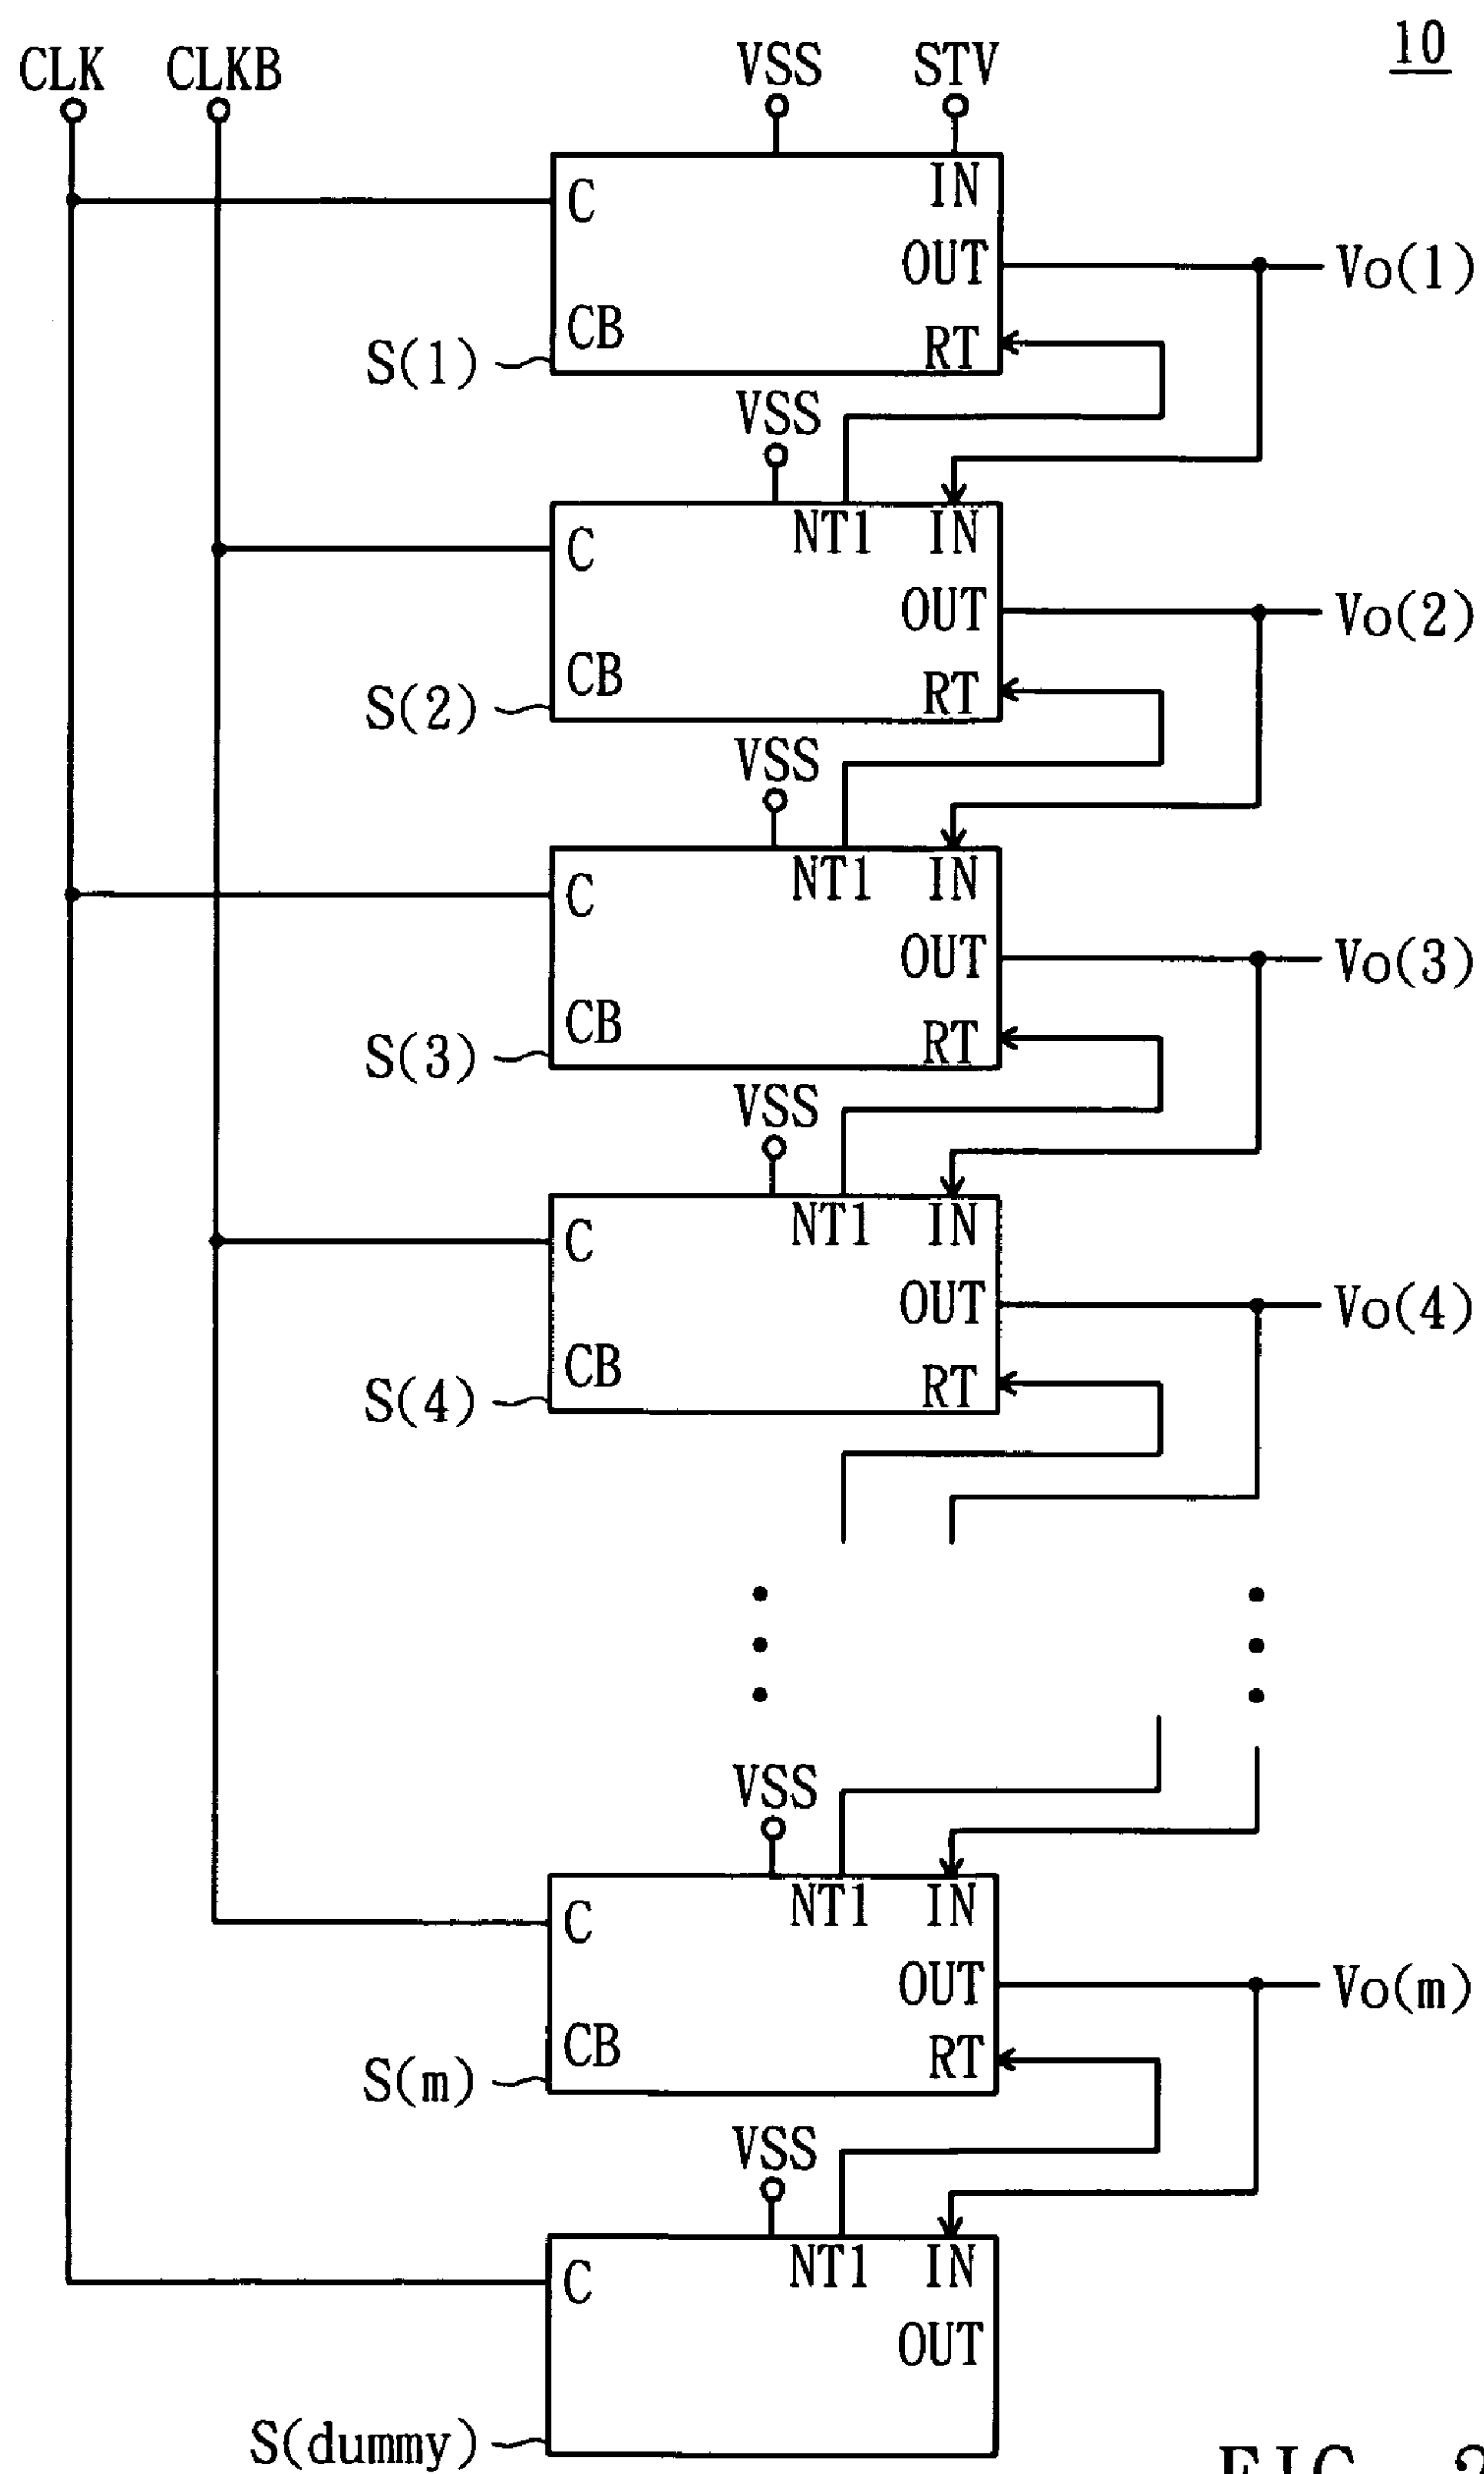 10
CLK CLKB VSS STV
C IN
OUT Vo(1)
CB RT
S(1)
VSS
C NT1 IN
OUT Vo(2)
CB RT
S(2)
VSS
C NT1 IN
OUT Vo(3)
CB RT
S(3)
VSS
C NT1 IN
OUT Vo(4)
CB RT
S(4)
VSS
C NT1 IN
OUT Vo(m)
CB RT
S(m)
VSS
C NT1 IN
OUT
S(dummy)
FIG.